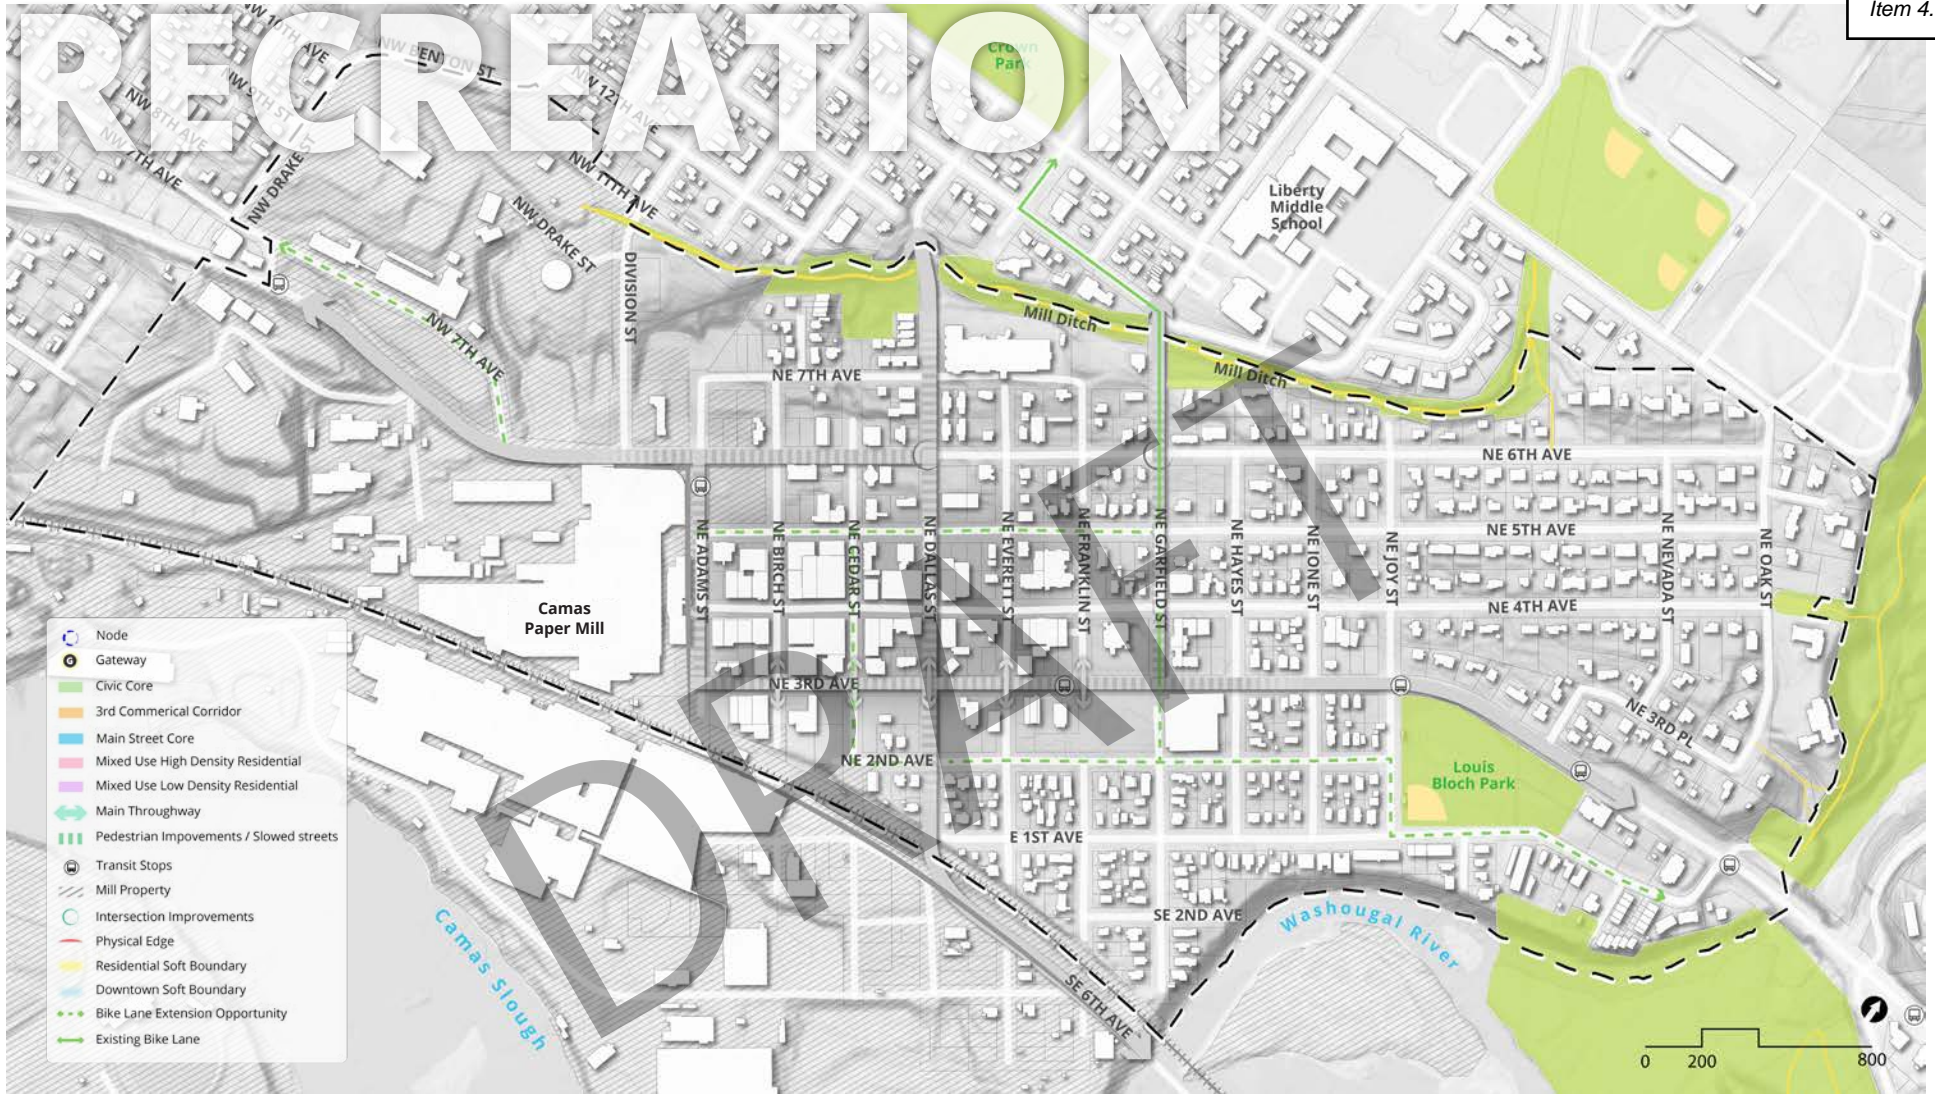 Item 4.
RECREATION
NW 10TH AVE
NW BENTON ST
NW 9TH ST
NW 8TH AVE
NW 7TH AVE
NW DRAKE ST
NW 12TH AVE
NW 11TH AVE
NW DRAKE ST
DIVISION ST
NW 7TH AVE
Crown
Park
Liberty
Middle
School
Mill Ditch
Mill Ditch
NE 7TH AVE
NE 6TH AVE
NE 5TH AVE
NE 4TH AVE
NE ADAMS ST
NE BIRCH ST
NE CEDAR ST
NE DALLAS ST
NE EVERETT ST
NE FRANKLIN ST
NE GARFIELD ST
NE HAYES ST
NE IONE ST
NE JOY ST
NE NEVADA ST
NE OAK ST
Camas
Paper Mill
NE 3RD AVE
NE 3RD PL
NE 2ND AVE
Louis
Bloch Park
E 1ST AVE
SE 2ND AVE
SE 6TH AVE
Washougal River
Camas Slough
DRAFT
Node
G
Gateway
Civic Core
3rd Commerical Corridor
Main Street Core
Mixed Use High Density Residential
Mixed Use Low Density Residential
Main Throughway
Pedestrian Impovements / Slowed streets
Transit Stops
Mill Property
Intersection Improvements
Physical Edge
Residential Soft Boundary
Downtown Soft Boundary
Bike Lane Extension Opportunity
Existing Bike Lane
0 200 800